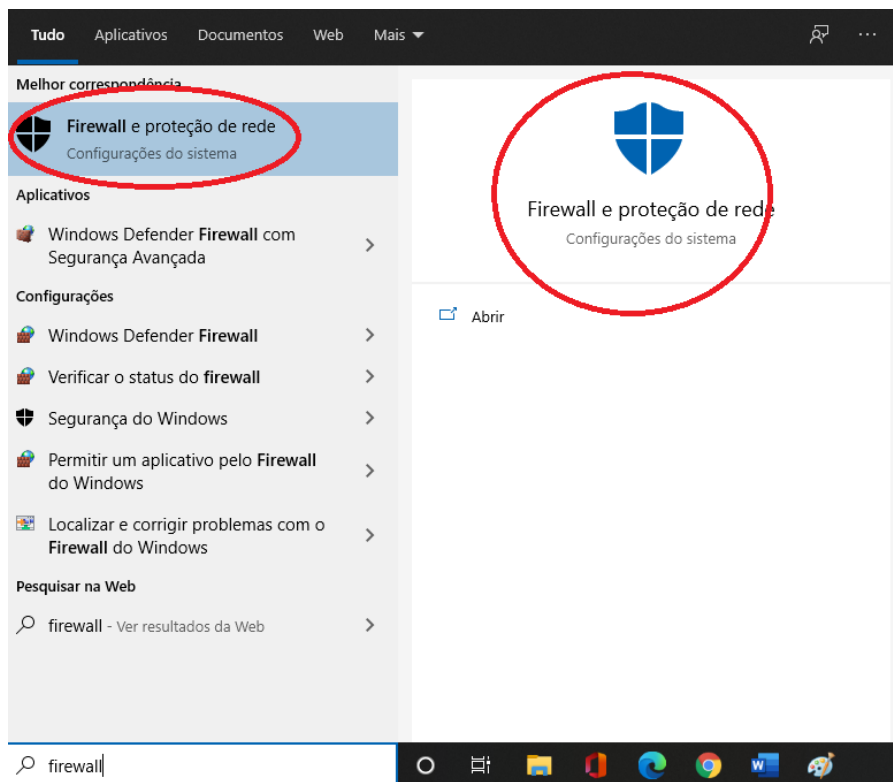 Tudo Aplicativos Documentos Web Mais
Melhor correspondência
Firewall e proteção de rede
Configurações do sistema
Aplicativos
Windows Defender Firewall com
Segurança Avançada
Configurações
Windows Defender Firewall
Verificar o status do firewall
Segurança do Windows
Permitir um aplicativo pelo Firewall
do Windows
Localizar e corrigir problemas com o
Firewall do Windows
Pesquisar na Web
firewall - Ver resultados da Web
Firewall e proteção de rede
Configurações do sistema
Abrir
firewall